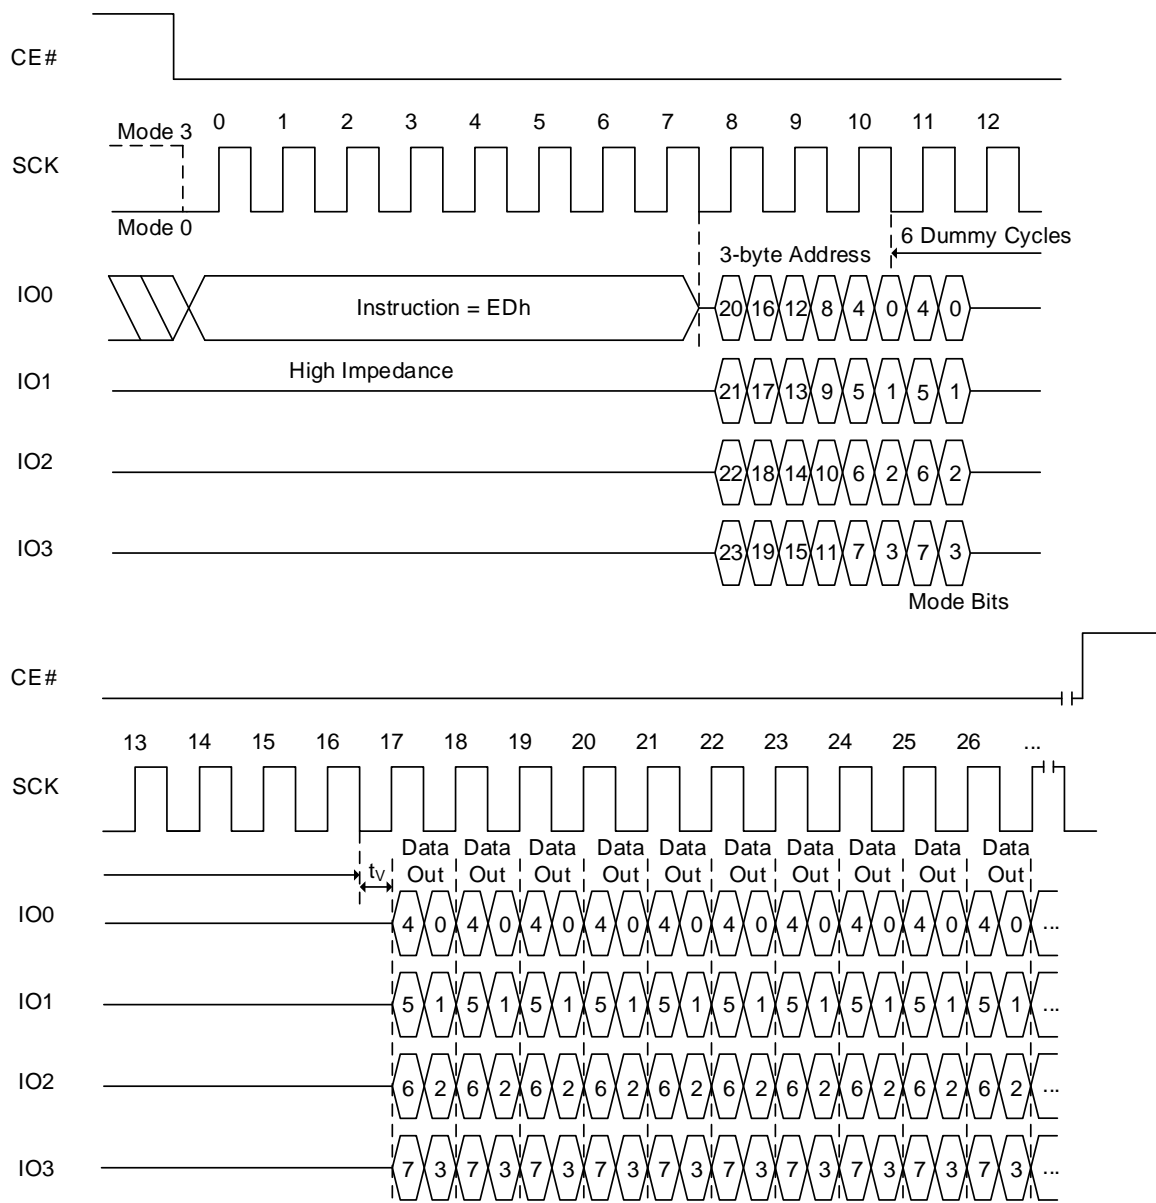 CE#
Mode 3 0 1 2 3 4 5 6 7 8 9 10 11 12
SCK
Mode 0
6 Dummy Cycles
3-byte Address
IO0 Instruction = EDh 20 16 12 8 4 0 4 0
High Impedance
IO1 21 17 13 9 5 1 5 1
IO2 22 18 14 10 6 2 6 2
IO3 23 19 15 11 7 3 7 3
Mode Bits
CE#
13 14 15 16 17 18 19 20 21 22 23 24 25 26 ...
SCK
Data Data Data Data Data Data Data Data Data Data
tV Out Out Out Out Out Out Out Out Out Out
IO0 4 0 4 0 4 0 4 0 4 0 4 0 4 0 4 0 4 0 4 0 ...
IO1 5 1 5 1 5 1 5 1 5 1 5 1 5 1 5 1 5 1 5 1 ...
IO2 6 2 6 2 6 2 6 2 6 2 6 2 6 2 6 2 6 2 6 2 ...
IO3 7 3 7 3 7 3 7 3 7 3 7 3 7 3 7 3 7 3 7 3 ...